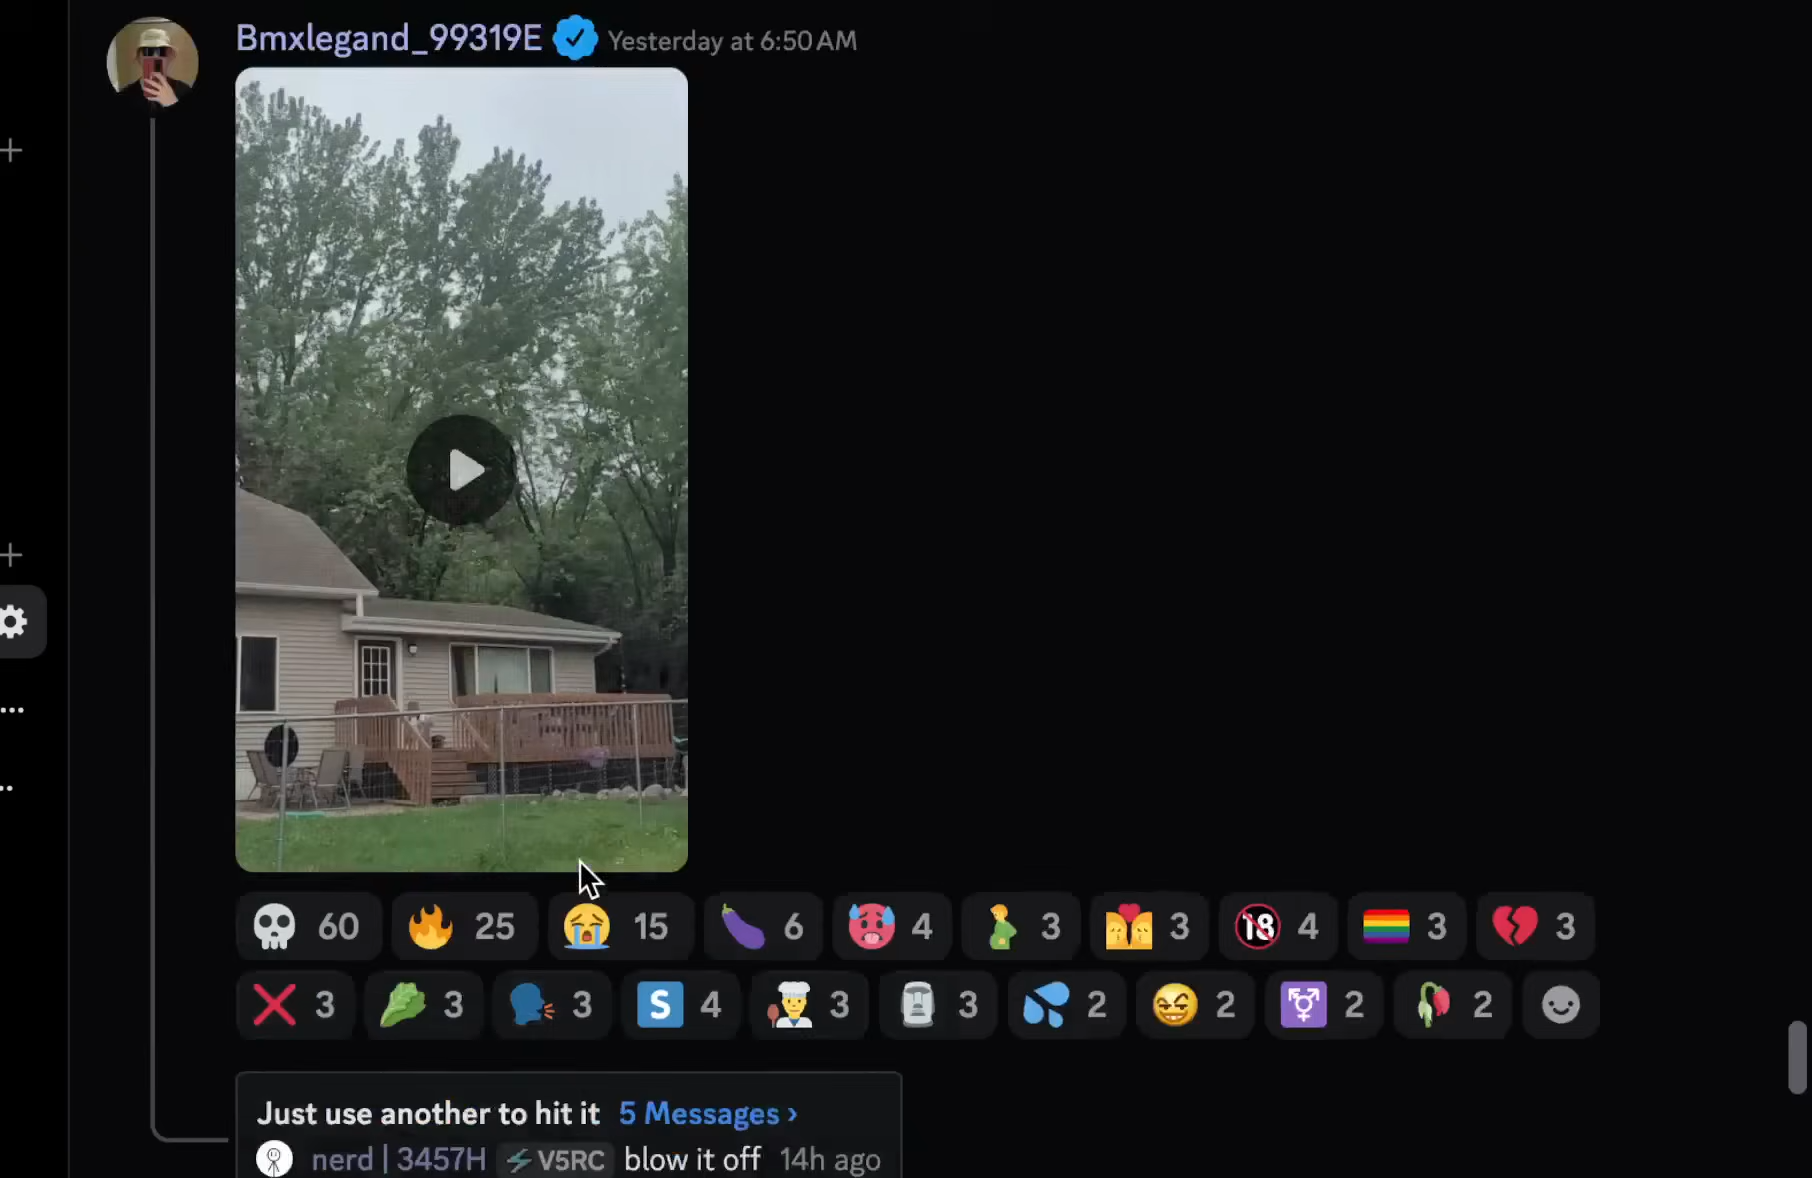 Bmxlegand_99319E Yesterday at 6:50 AM
60 25 15 6 4 3 3 18 4 3 3
3 3 3 S 4 3 3 2 2 2 2
Just use another to hit it 5 Messages ›
nerd | 3457H V5RC blow it off 14h ago